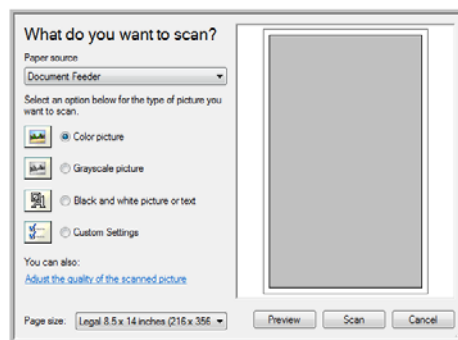 What do you want to scan?
Paper source
Document Feeder
Select an option below for the type of picture you
want to scan.
Color picture
Grayscale picture
Black and white picture or text
Custom Settings
You can also:
Adjust the quality of the scanned picture
Page size:
Legal 8.5 x 14 inches (216 x 356
Preview
Scan
Cancel